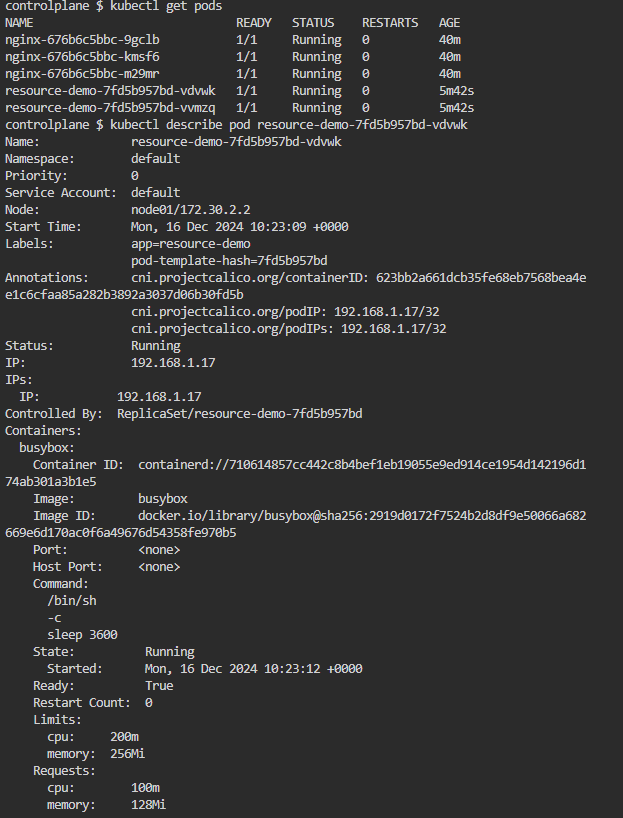 controlplane $ kubectl get pods
NAME                             READY   STATUS    RESTARTS   AGE
nginx-676b6c5bbc-9gclb           1/1     Running   0          40m
nginx-676b6c5bbc-kmsf6           1/1     Running   0          40m
nginx-676b6c5bbc-m29mr           1/1     Running   0          40m
resource-demo-7fd5b957bd-vdvwk   1/1     Running   0          5m42s
resource-demo-7fd5b957bd-vvmzq   1/1     Running   0          5m42s
controlplane $ kubectl describe pod resource-demo-7fd5b957bd-vdvwk
Name:             resource-demo-7fd5b957bd-vdvwk
Namespace:        default
Priority:         0
Service Account:  default
Node:             node01/172.30.2.2
Start Time:       Mon, 16 Dec 2024 10:23:09 +0000
Labels:           app=resource-demo
                  pod-template-hash=7fd5b957bd
Annotations:      cni.projectcalico.org/containerID: 623bb2a661dcb35fe68eb7568bea4e
e1c6cfaa85a282b3892a3037d06b30fd5b
                  cni.projectcalico.org/podIP: 192.168.1.17/32
                  cni.projectcalico.org/podIPs: 192.168.1.17/32
Status:           Running
IP:               192.168.1.17
IPs:
  IP:           192.168.1.17
Controlled By:  ReplicaSet/resource-demo-7fd5b957bd
Containers:
  busybox:
    Container ID:  containerd://710614857cc442c8b4bef1eb19055e9ed914ce1954d142196d1
74ab301a3b1e5
    Image:         busybox
    Image ID:      docker.io/library/busybox@sha256:2919d0172f7524b2d8df9e50066a682
669e6d170ac0f6a49676d54358fe970b5
    Port:          <none>
    Host Port:     <none>
    Command:
      /bin/sh
      -c
      sleep 3600
    State:          Running
      Started:      Mon, 16 Dec 2024 10:23:12 +0000
    Ready:          True
    Restart Count:  0
    Limits:
      cpu:     200m
      memory:  256Mi
    Requests:
      cpu:        100m
      memory:     128Mi